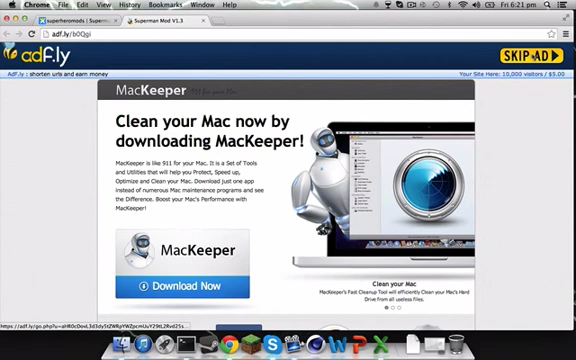 Chrome File Edit View History Bookmarks Window Help
Fri 6:21 pm
superheromods | Superm
Superman Mod V1.3
adf.ly/b0Qgi
adf.ly
SKIP AD
AdF.ly : shorten urls and earn money
Your Site Here: 10,000 visitors / $5.00
MacKeeper
Clean your Mac now by
downloading MacKeeper!
MacKeeper is like 911 for your Mac. It is a Set of Tools
and Utilities that will help you Protect, Speed up,
Optimize and Clean your Mac. Download just one app
instead of numerous Mac maintenance programs and see
the Difference. Boost your Mac's Performance with
MacKeeper!
MacKeeper
Download Now
Clean your Mac
MacKeeper's Fast Cleanup Tool will efficiently Clean your Mac's Hard
Drive from all useless files.